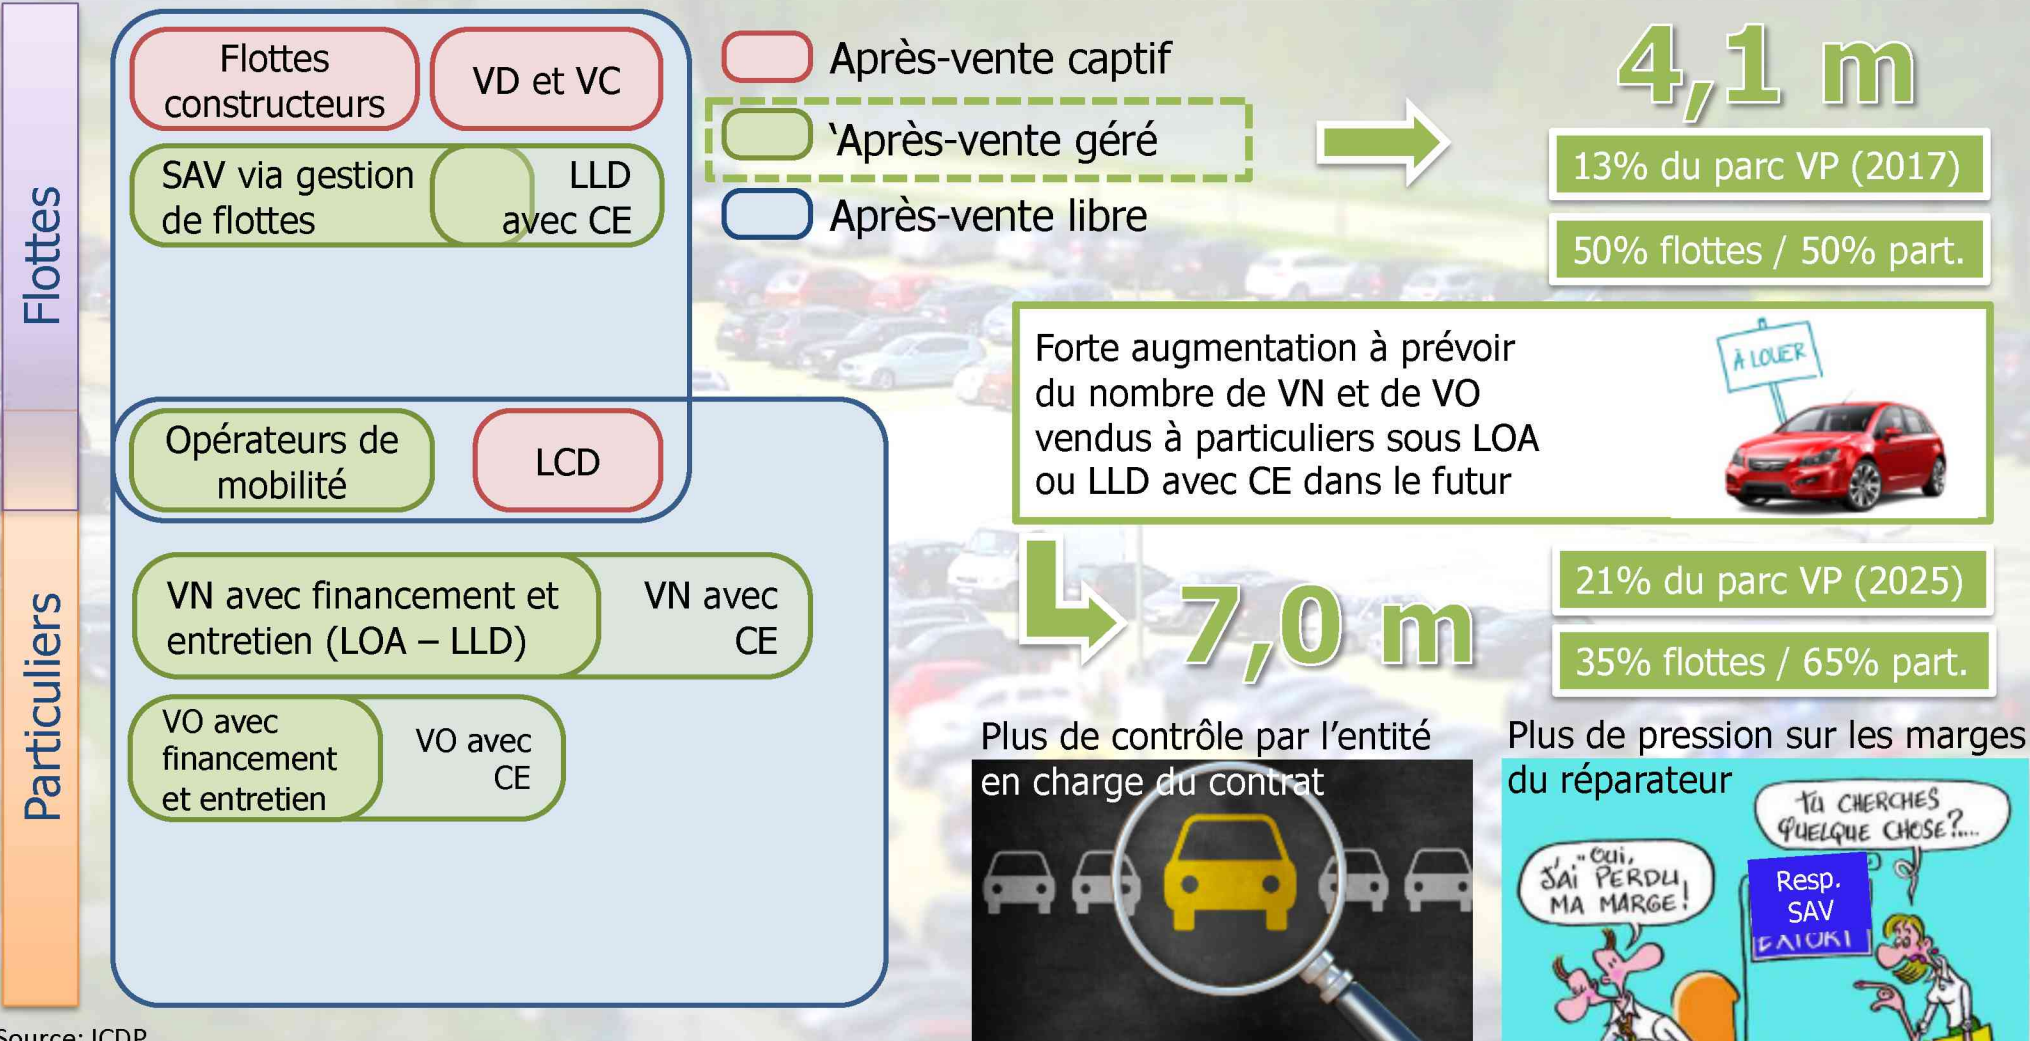 Flottes
Particuliers
Flottes
constructeurs
VD et VC
SAV via gestion
de flottes
LLD
avec CE
Opérateurs de
mobilité
LCD
VN avec financement et
entretien (LOA – LLD)
VN avec
CE
VO avec
financement
et entretien
VO avec
CE
Après-vente captif
‘Après-vente géré
Après-vente libre
4,1 m
13% du parc VP (2017)
50% flottes / 50% part.
Forte augmentation à prévoir
du nombre de VN et de VO
vendus à particuliers sous LOA
ou LLD avec CE dans le futur
À LOUER
7,0 m
21% du parc VP (2025)
35% flottes / 65% part.
Plus de contrôle par l’entité
en charge du contrat
Plus de pression sur les marges
du réparateur
TU CHERCHES
QUELQUE CHOSE?....
"OUI,
J'AI PERDU
MA MARGE!
Resp.
SAV
Source: ICDP